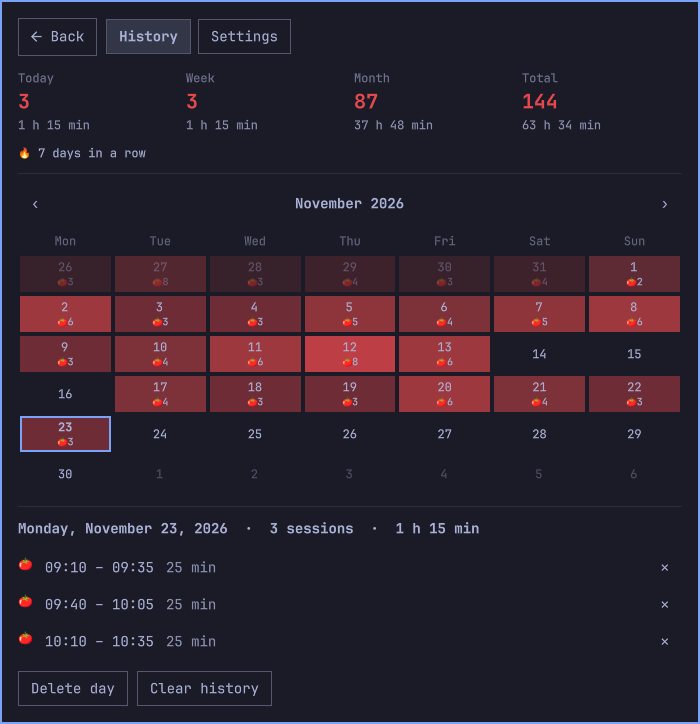 ← Back History Settings
Today Week Month Total
3 3 87 144
1 h 15 min 1 h 15 min 37 h 48 min 63 h 34 min
🔥 7 days in a row
‹ November 2026 ›
Mon Tue Wed Thu Fri Sat Sun
26 27 28 29 30 31 1
🍅3 🍅8 🍅3 🍅4 🍅3 🍅4 🍅2
2 3 4 5 6 7 8
🍅6 🍅3 🍅3 🍅5 🍅4 🍅5 🍅6
9 10 11 12 13 14 15
🍅3 🍅4 🍅6 🍅8 🍅6
16 17 18 19 20 21 22
🍅4 🍅3 🍅3 🍅6 🍅4 🍅3
23 24 25 26 27 28 29
🍅3
30 1 2 3 4 5 6
Monday, November 23, 2026 · 3 sessions · 1 h 15 min
🍅 09:10 – 09:35 25 min ×
🍅 09:40 – 10:05 25 min ×
🍅 10:10 – 10:35 25 min ×
Delete day Clear history